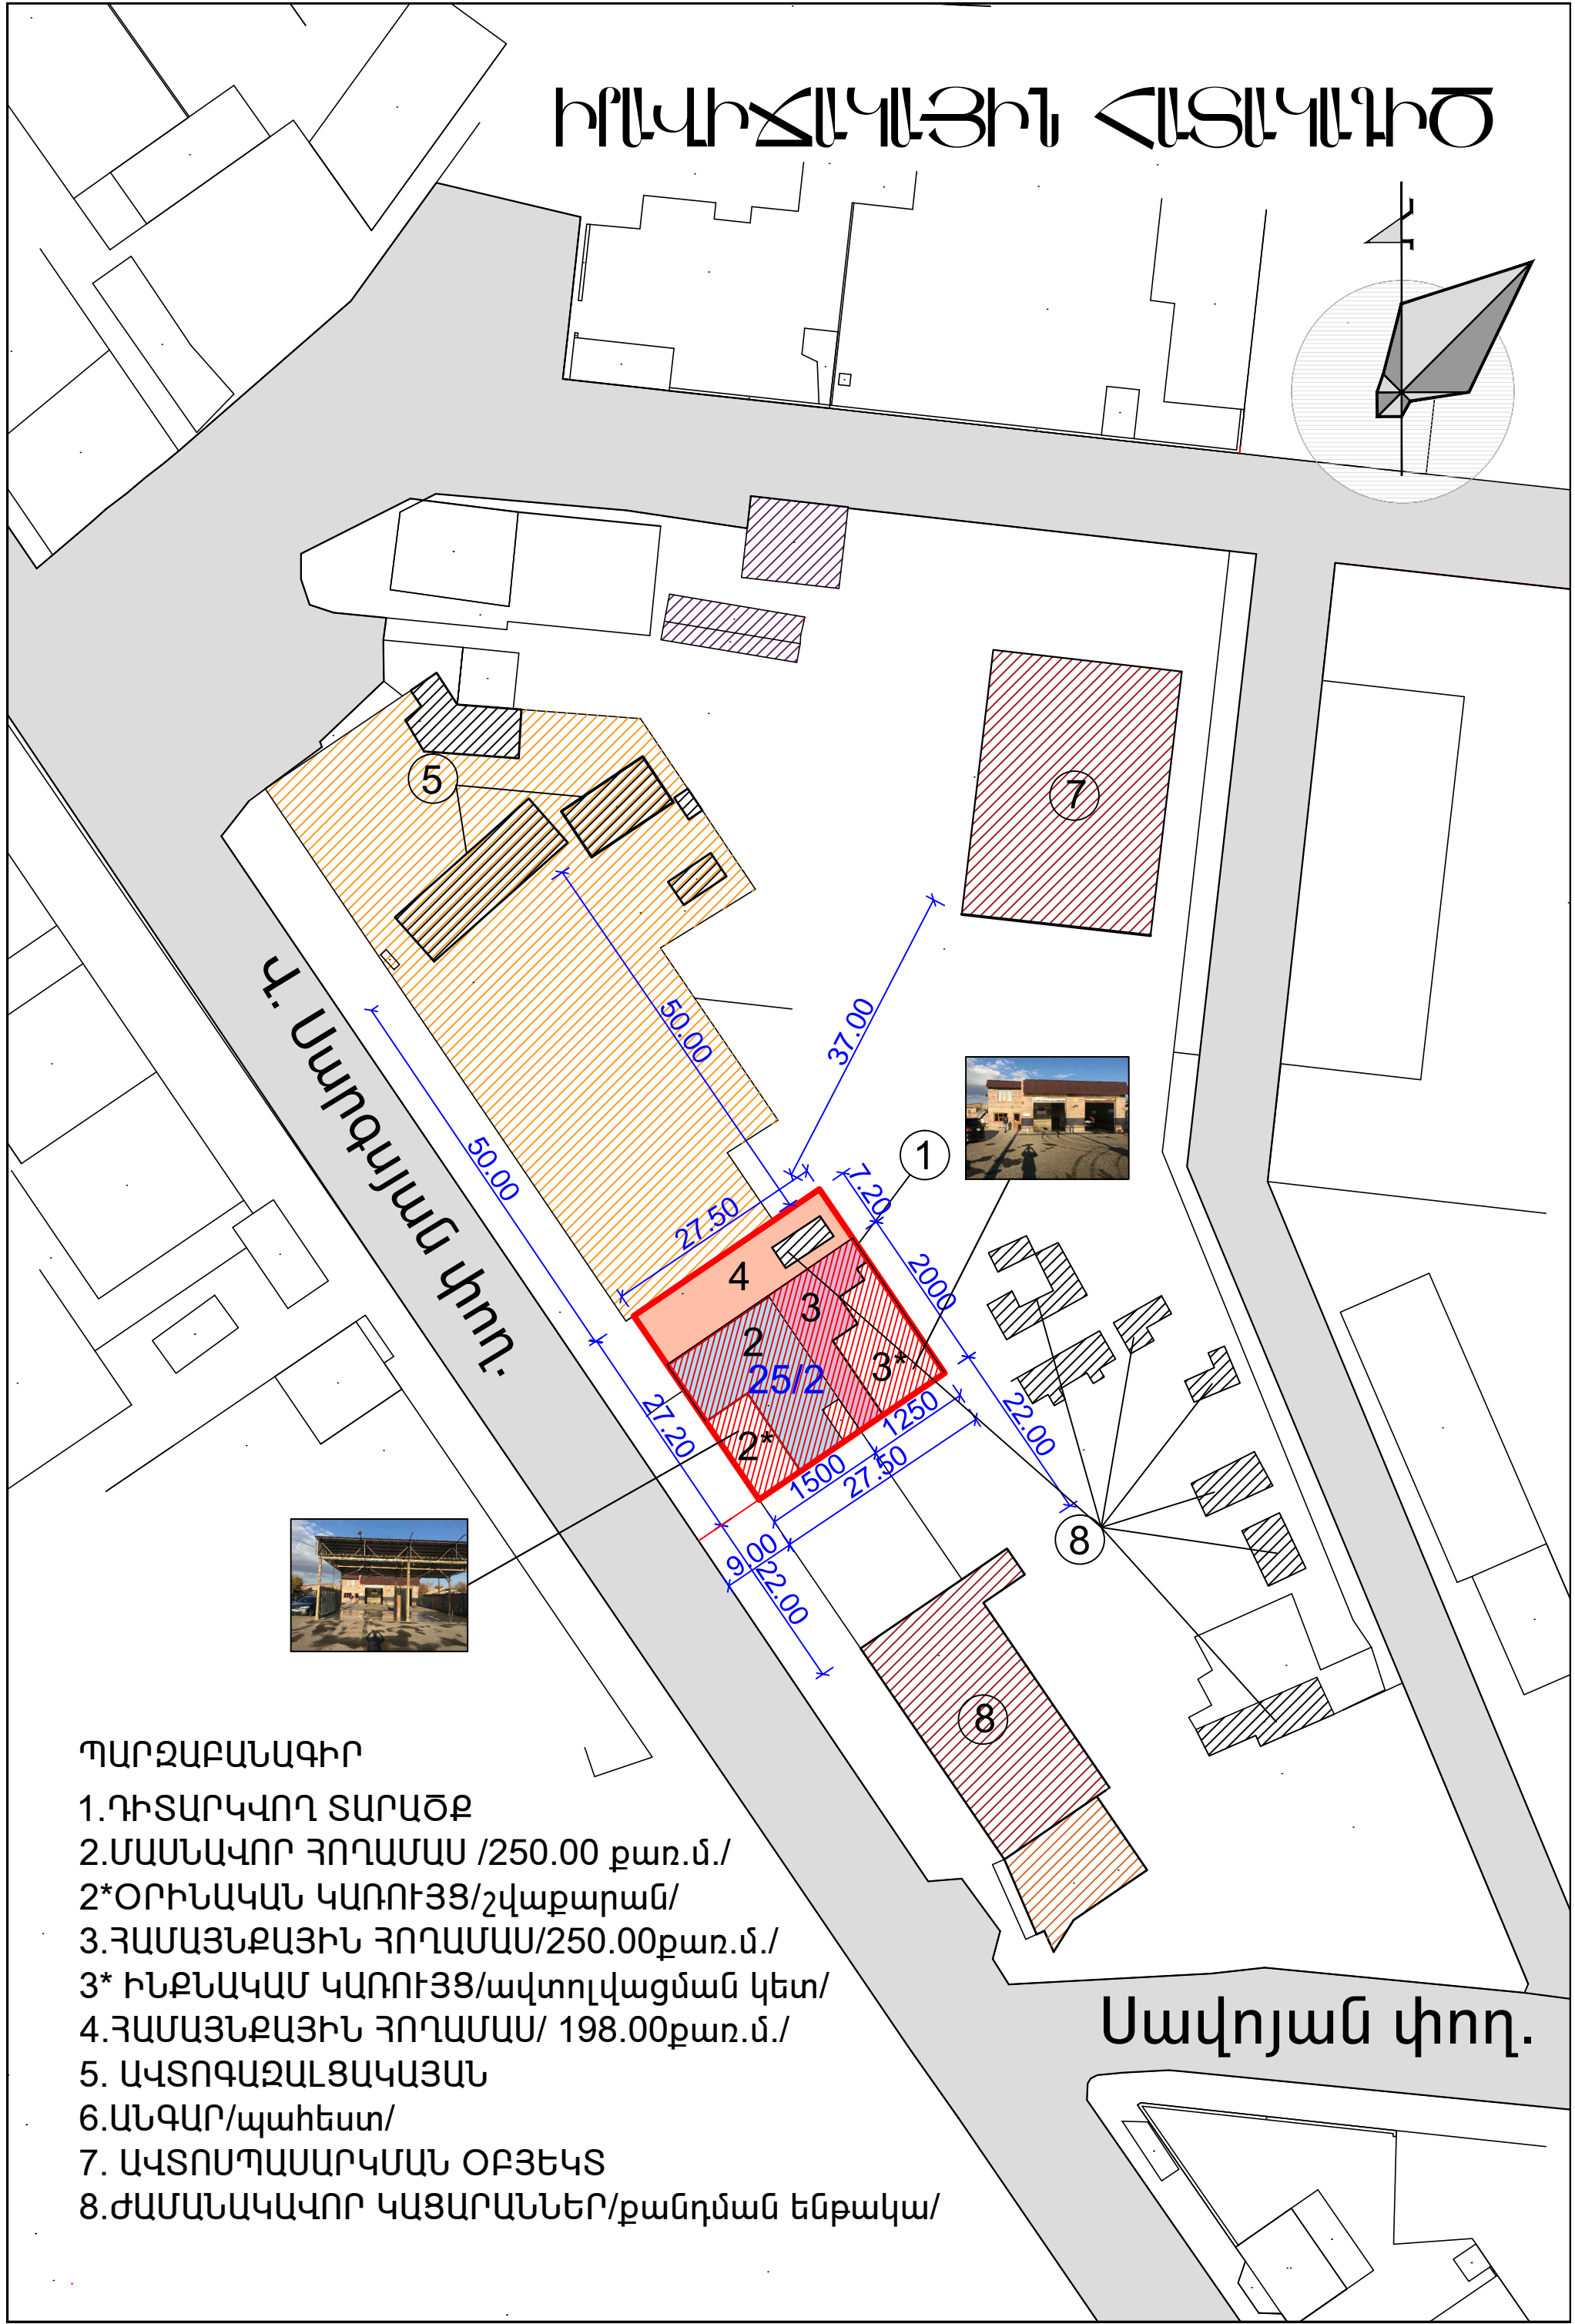 ԻՐԱՎԻՃԱԿԱՅԻՆ ՀԱՏԱԿԱԳԻԾ
5
7
Վ. Սարգսյան փող.
50.00
50.00
37.00
1
27.50
7.20
2000
4
3
2
25/2
3*
2*
27.20
1250
22.00
1500
27.50
9.00
22.00
8
8
ՊԱՐԶԱԲԱՆԱԳԻՐ
1.ԴԻՏԱՐԿՎՈՂ ՏԱՐԱԾՔ
2.ՄԱՍՆԱՎՈՐ ՀՈՂԱՄԱՍ /250.00 քառ.մ./
2*ՕՐԻՆԱԿԱՆ ԿԱՌՈՒՅՑ/շվաքարան/
3.ՀԱՄԱՅՆՔԱՅԻՆ ՀՈՂԱՄԱՍ/250.00քառ.մ./
3* ԻՆՔՆԱԿԱՄ ԿԱՌՈՒՅՑ/ավտոլվացման կետ/
4.ՀԱՄԱՅՆՔԱՅԻՆ ՀՈՂԱՄԱՍ/ 198.00քառ.մ./
5. ԱՎՏՈԳԱԶԱԼՑԱԿԱՅԱՆ
6.ԱՆԳԱՐ/պահեստ/
7. ԱՎՏՈՍՊԱՍԱՐԿՄԱՆ ՕԲՅԵԿՏ
8.ԺԱՄԱՆԱԿԱՎՈՐ ԿԱՑԱՐԱՆՆԵՐ/քանդման ենթակա/
Սավոյան փող.